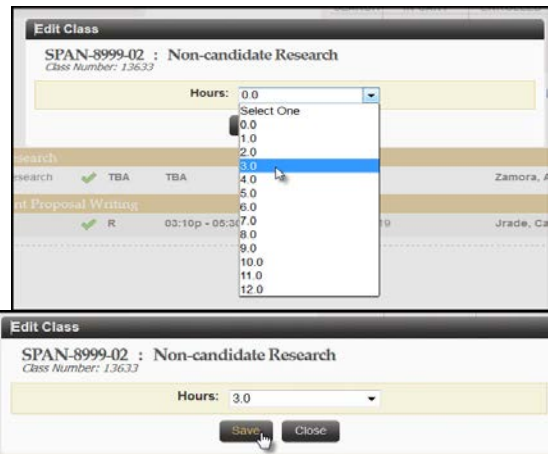 Edit Class
SPAN-8999-02 : Non-candidate Research
Class Number: 13633
Hours: 0.0
Select One
0.0
1.0
2.0
3.0
4.0
5.0
6.0
7.0
8.0
9.0
10.0
11.0
12.0
TBA TBA Zamora, A
nt Proposal Writing
R 03:10p - 05:30 Jrade, Ca
Edit Class
SPAN-8999-02 : Non-candidate Research
Class Number: 13633
Hours: 3.0
Save Close